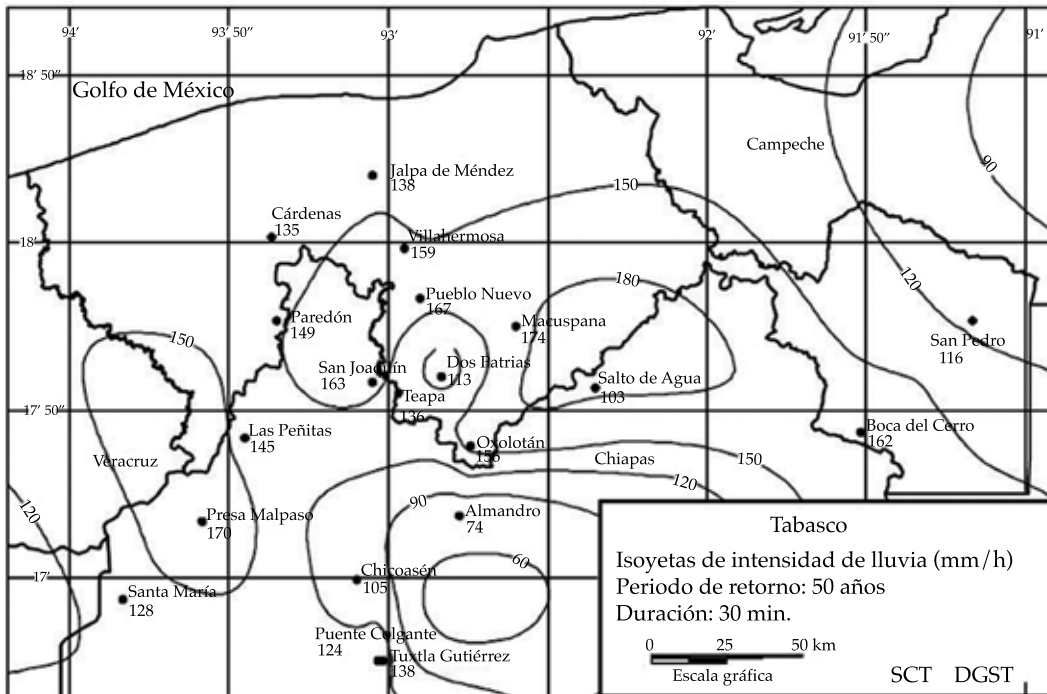 94’
93’ 50’’
93’
92’
91’ 50’’
91’
18’ 50’’
Golfo de México
Campeche
90
Jalpa de Méndez
138
150
Cárdenas
135
18’
Villahermosa
159
120
180
Pueblo Nuevo
167
Paredón
149
Macuspana
174
San Pedro
116
150
San Joaquín
163
Dos Patrias
113
Salto de Agua
103
Teapa
136
17’ 50’’
Las Peñitas
145
Oxolotán
156
Boca del Cerro
162
Veracruz
Chiapas
150
120
120
90
Presa Malpaso
170
Almandro
74
60
17’
Chicoasén
105
Santa María
128
Puente Colgante
124
Tuxtla Gutiérrez
138
Tabasco
Isoyetas de intensidad de lluvia (mm/h)
Periodo de retorno: 50 años
Duración: 30 min.
0 25 50 km
Escala gráfica
SCT DGST